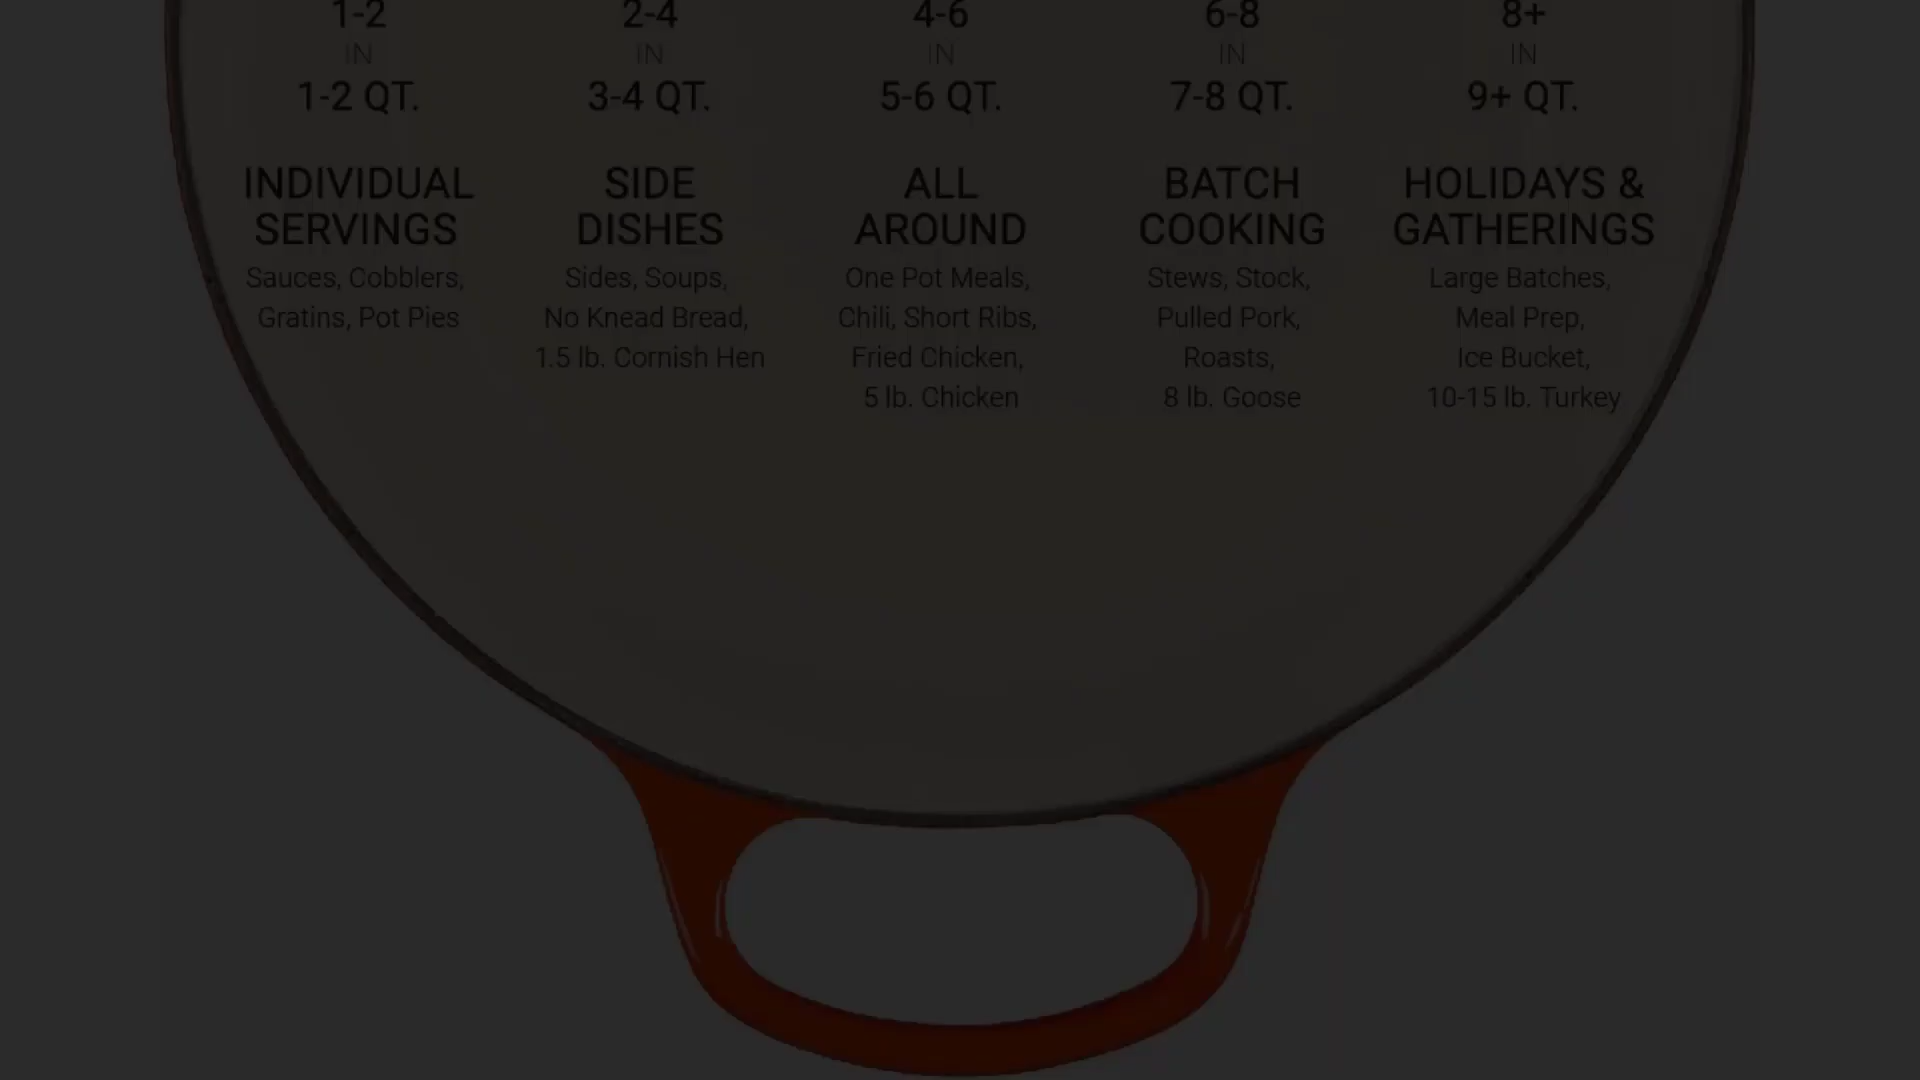 1-2 2-4 4-6 6-8 8+
IN IN IN IN IN
1-2 QT. 3-4 QT. 5-6 QT. 7-8 QT. 9+ QT.
INDIVIDUAL
SERVINGS
Sauces, Cobblers,
Gratins, Pot Pies
SIDE
DISHES
Sides, Soups,
No Knead Bread,
1.5 lb. Cornish Hen
ALL
AROUND
One Pot Meals,
Chili, Short Ribs,
Fried Chicken,
5 lb. Chicken
BATCH
COOKING
Stews, Stock,
Pulled Pork,
Roasts,
8 lb. Goose
HOLIDAYS &
GATHERINGS
Large Batches,
Meal Prep,
Ice Bucket,
10-15 lb. Turkey